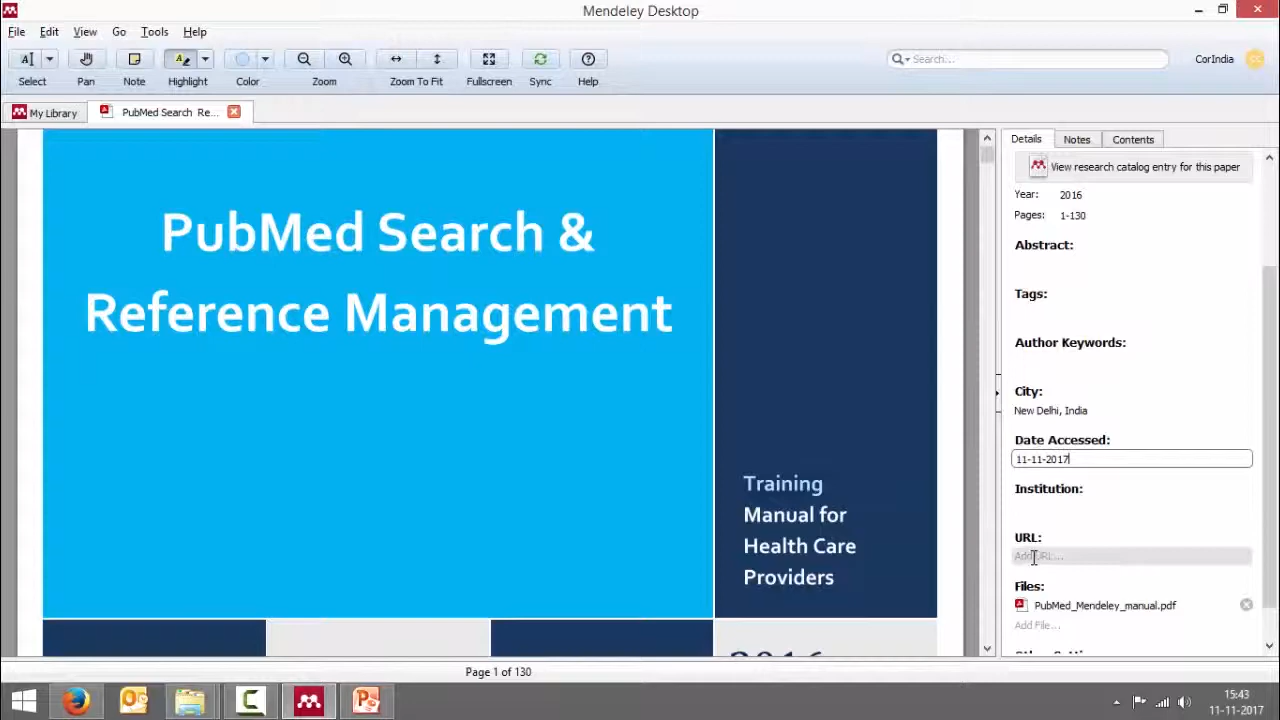 Mendeley Desktop
File Edit View Go Tools Help
Search...
CorIndia
Select Pan Note Highlight Color Zoom Zoom To Fit Fullscreen Sync Help
My Library
PubMed Search Re...
Details Notes Contents
View research catalog entry for this paper
Year: 2016
Pages: 1-130
Abstract:
Tags:
Author Keywords:
City:
New Delhi, India
Date Accessed:
11-11-2017
Institution:
URL:
Add URL...
Files:
PubMed_Mendeley_manual.pdf
Add File...
PubMed Search &
Reference Management
Training
Manual for
Health Care
Providers
2016
Page 1 of 130
15:43
11-11-2017